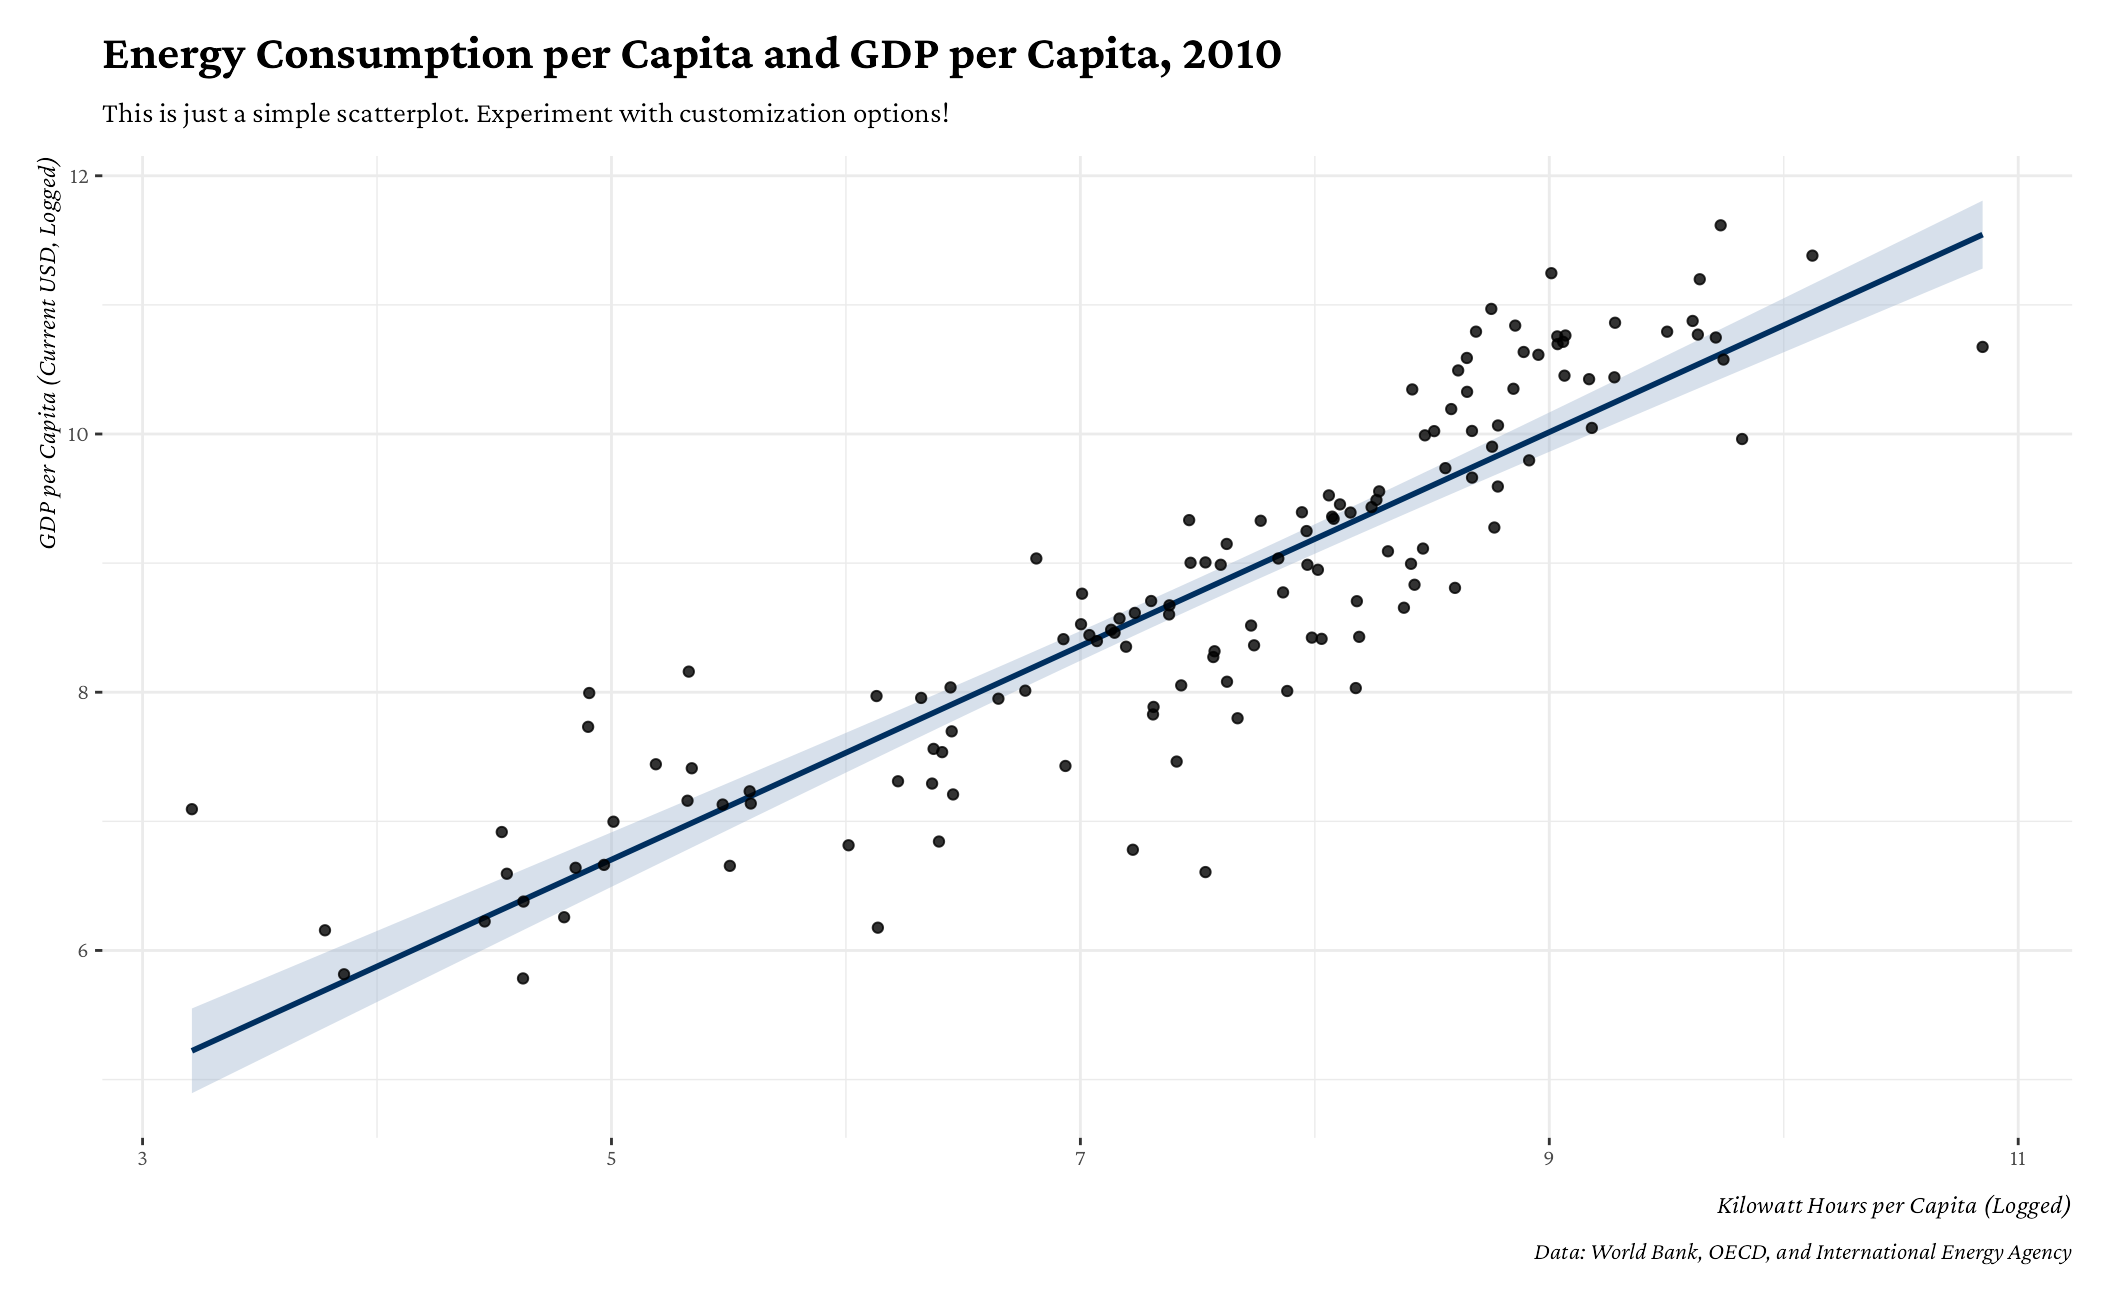 Energy Consumption per Capita and GDP per Capita, 2010
This is just a simple scatterplot. Experiment with customization options!
GDP per Capita (Current USD, Logged)
12
10
8
6
3 5 7 9 11
Kilowatt Hours per Capita (Logged)
Data: World Bank, OECD, and International Energy Agency